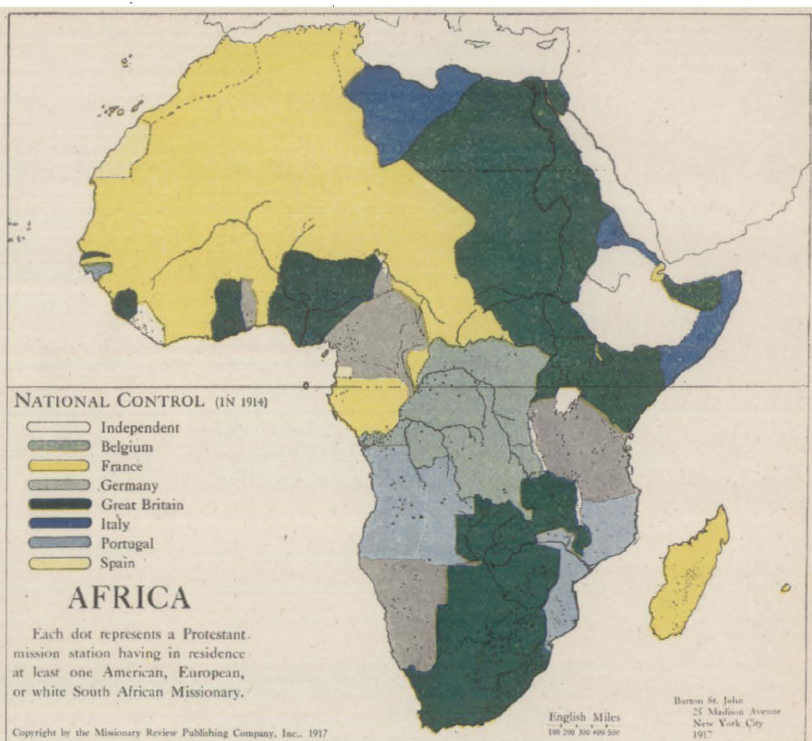 NATIONAL CONTROL (IN 1914)
Independent
Belgium
France
Germany
Great Britain
Italy
Portugal
Spain
AFRICA
Each dot represents a Protestant
mission station having in residence
at least one American, European,
or white South African Missionary.
Copyright by the Missionary Review Publishing Company, Inc., 1917
0
English Miles
100 200 300 400 500
Burton St. John
25 Madison Avenue
New York City
1917